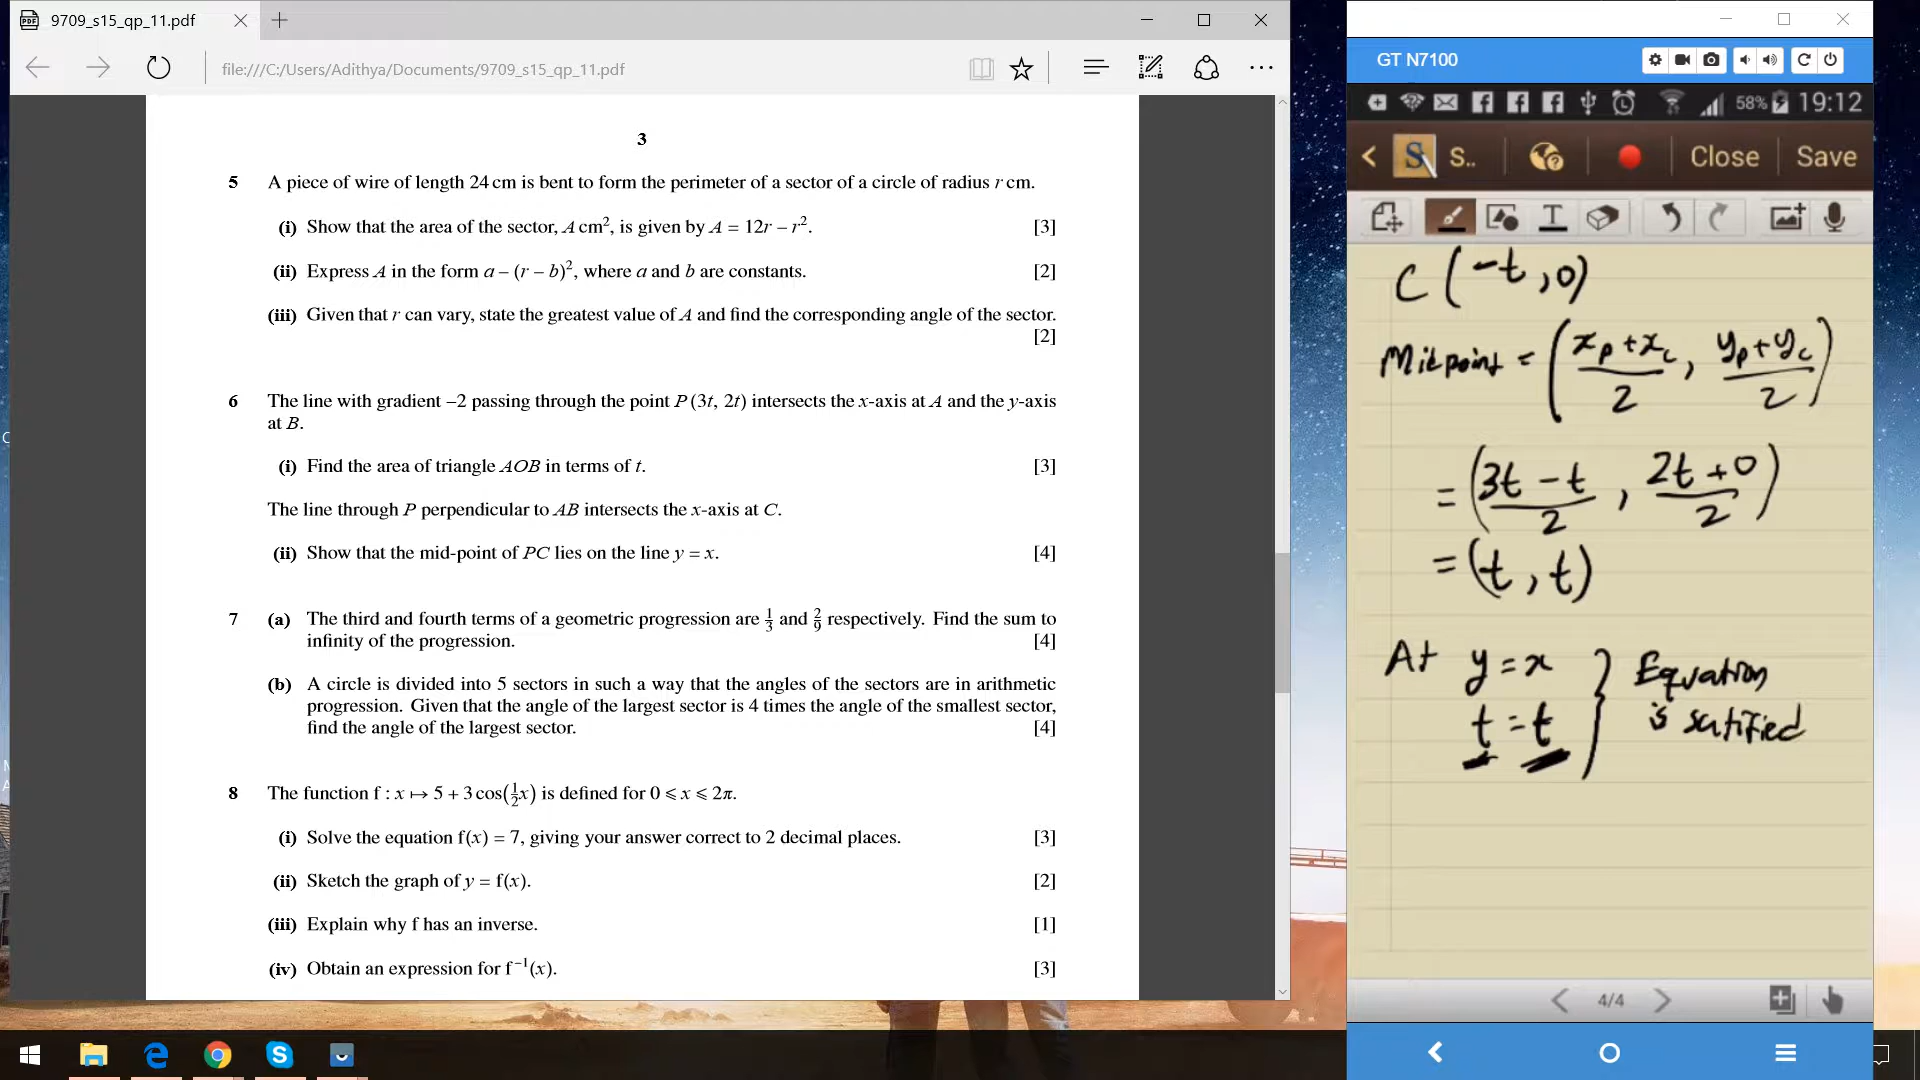 9709_s15_qp_11.pdf
file:///C:/Users/Adithya/Documents/9709_s15_qp_11.pdf
3
5 A piece of wire of length 24 cm is bent to form the perimeter of a sector of a circle of radius r cm.
(i) Show that the area of the sector, A cm², is given by A = 12r − r². [3]
(ii) Express A in the form a − (r − b)², where a and b are constants. [2]
(iii) Given that r can vary, state the greatest value of A and find the corresponding angle of the sector.
[2]
6 The line with gradient −2 passing through the point P (3t, 2t) intersects the x-axis at A and the y-axis
at B.
(i) Find the area of triangle AOB in terms of t. [3]
The line through P perpendicular to AB intersects the x-axis at C.
(ii) Show that the mid-point of PC lies on the line y = x. [4]
7 (a) The third and fourth terms of a geometric progression are 1/3 and 2/9 respectively. Find the sum to
infinity of the progression. [4]
(b) A circle is divided into 5 sectors in such a way that the angles of the sectors are in arithmetic
progression. Given that the angle of the largest sector is 4 times the angle of the smallest sector,
find the angle of the largest sector. [4]
8 The function f : x ↦ 5 + 3 cos(½x) is defined for 0 ⩽ x ⩽ 2π.
(i) Solve the equation f(x) = 7, giving your answer correct to 2 decimal places. [3]
(ii) Sketch the graph of y = f(x). [2]
(iii) Explain why f has an inverse. [1]
(iv) Obtain an expression for f⁻¹(x). [3]
GT N7100
58% 19:12
S.. Close Save
C (-t, 0)
Midpoint = ((x_P + x_C)/2, (y_P + y_C)/2)
= ((3t - t)/2, (2t + 0)/2)
= (t, t)
At y = x } Equation
t = t is satified
4/4